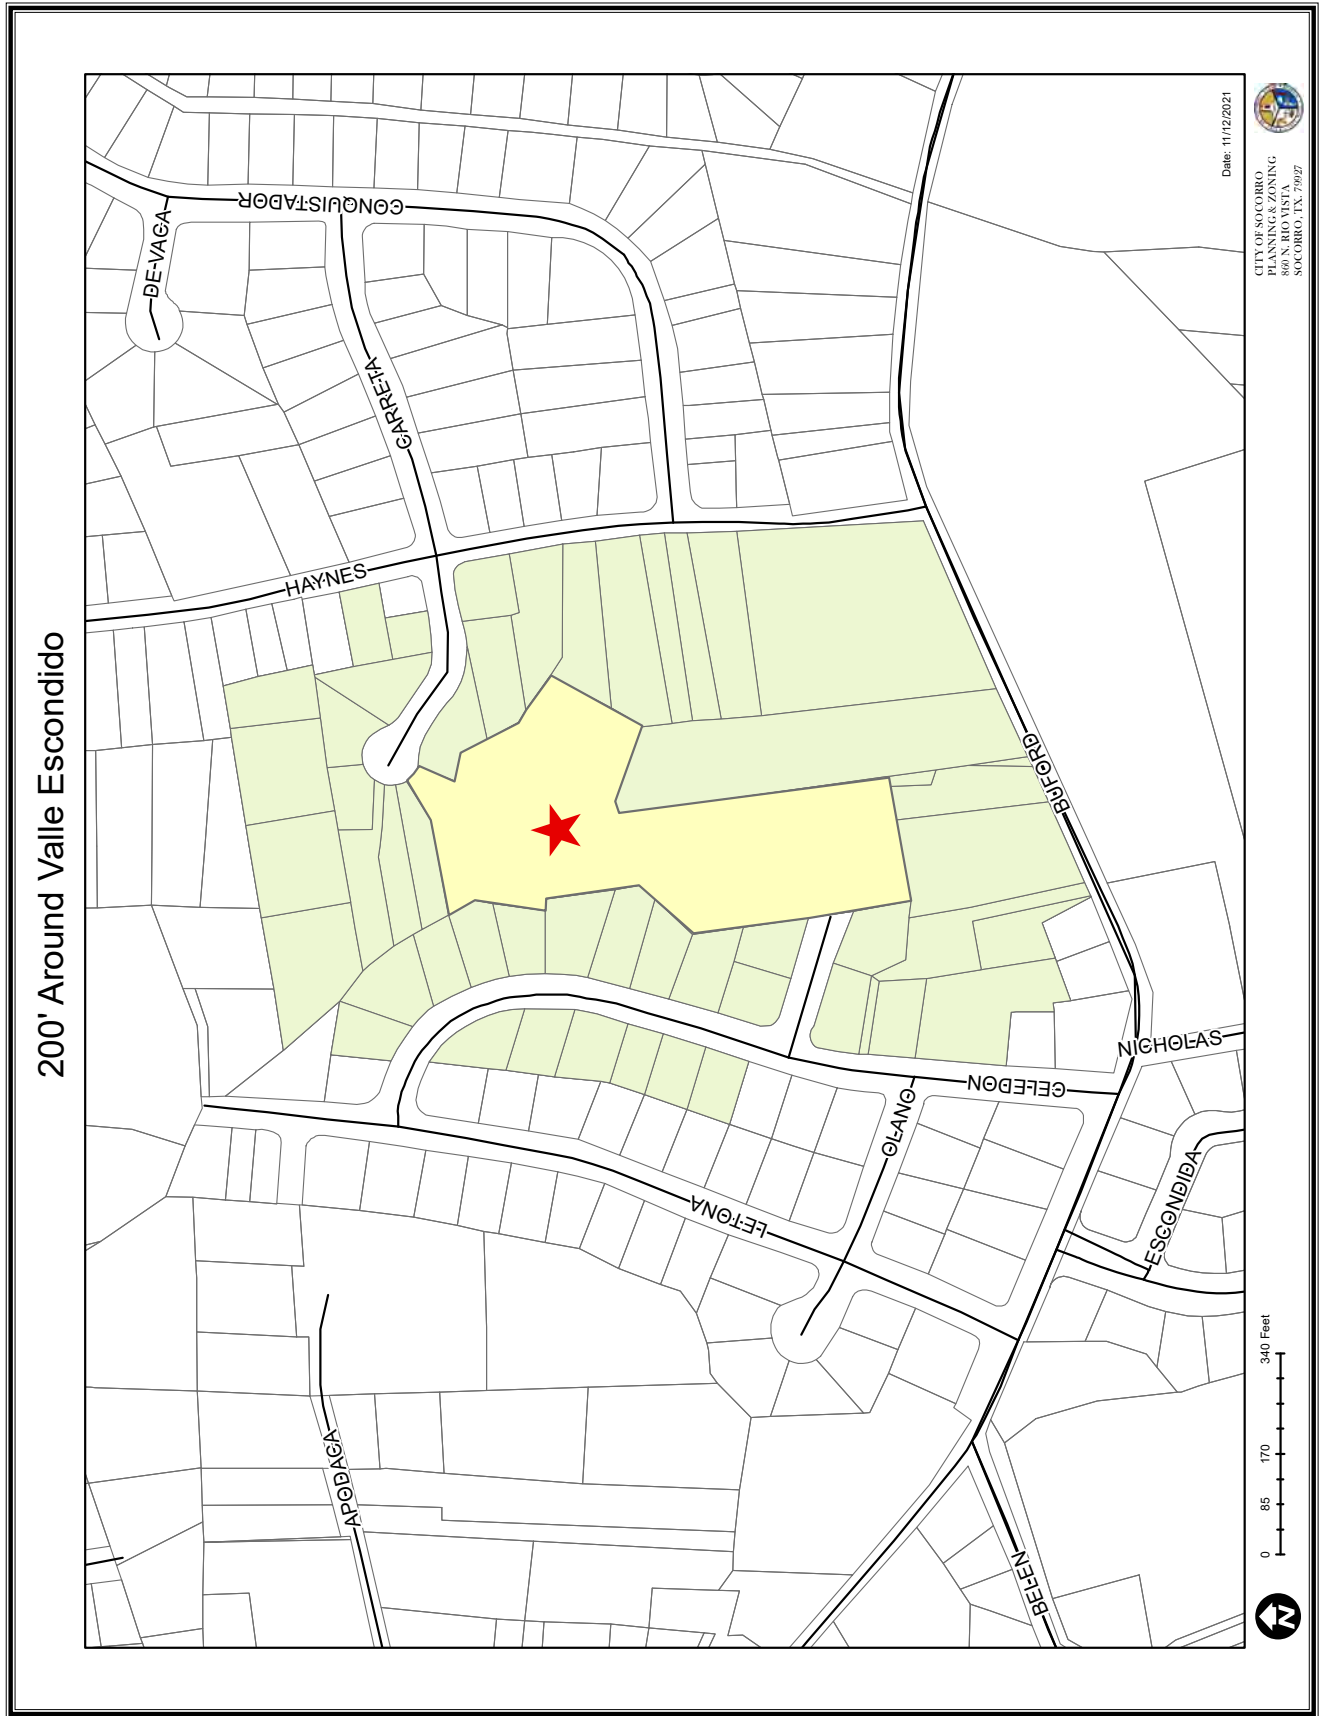 200' Around Valle Escondido
DE-VACA
CONQUISTADOR
CARRETA
HAYNES
BUFORD
NICHOLAS
CELEDON
OLANO
ESCONDIDA
LETONA
APODACA
BELEN
Date: 11/12/2021
CITY OF SOCORRO
PLANNING & ZONING
860 N. RIO VISTA
SOCORRO, TX. 79927
0 85 170 340 Feet
N